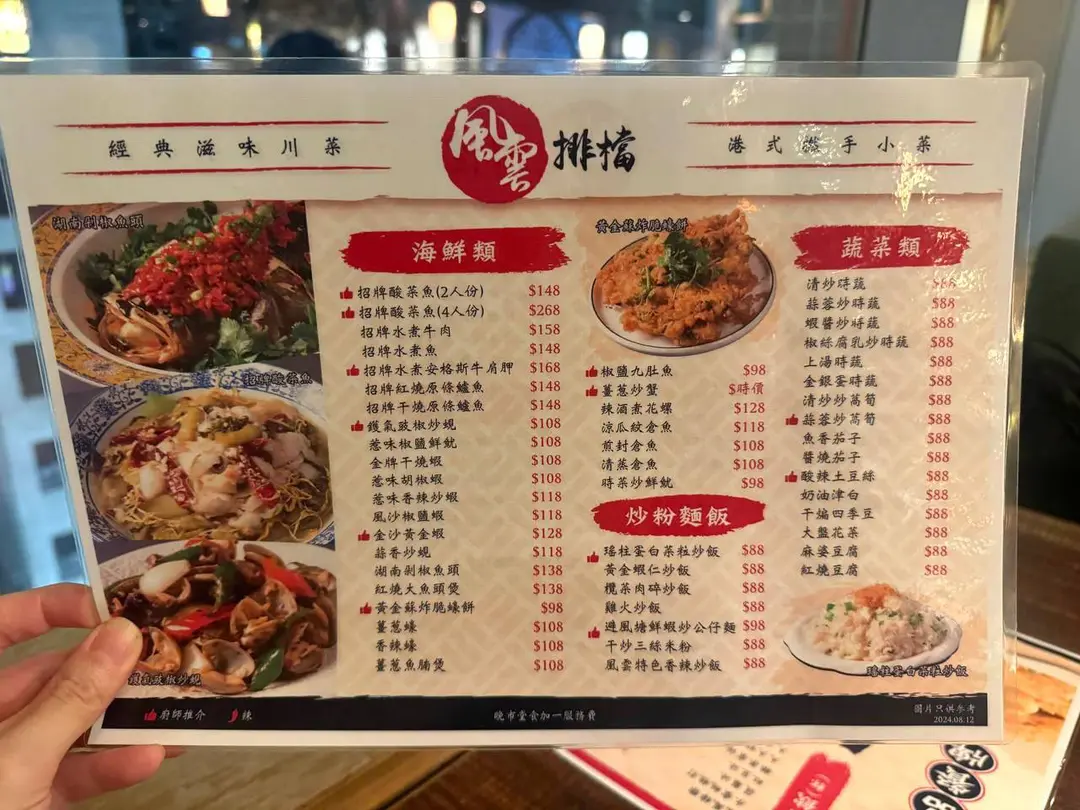 經典滋味川菜
風雲
排檔
港式 手小菜
湖南剁椒魚頭
招牌酸菜魚
鑊氣豉椒炒蜆
海鮮類
招牌酸菜魚(2人份) $148
招牌酸菜魚(4人份) $268
招牌水煮牛肉 $158
招牌水煮魚 $148
招牌水煮安格斯牛肩胛 $168
招牌紅燒原條鱸魚 $148
招牌干燒原條鱸魚 $148
鑊氣豉椒炒蜆 $108
惹味椒鹽鮮魷 $108
金牌干燒蝦 $108
惹味胡椒蝦 $108
惹味香辣炒蝦 $118
風沙椒鹽蝦 $118
金沙黃金蝦 $128
蒜香炒蜆 $118
湖南剁椒魚頭 $138
紅燒大魚頭煲 $138
黃金酥炸脆蠔餅 $98
薑蔥蠔 $108
香辣蠔 $108
薑蔥魚腩煲 $108
黃金酥炸脆蠔餅
椒鹽九肚魚 $98
薑蔥炒蟹 $時價
辣酒煮花螺 $128
涼瓜紋倉魚 $118
煎封倉魚 $108
清蒸倉魚 $108
時菜炒鮮魷 $98
炒粉麵飯
瑤柱蛋白菜粒炒飯 $88
黃金蝦仁炒飯 $88
欖菜肉碎炒飯 $88
雞火炒飯 $88
避風塘鮮蝦炒公仔麵 $98
干炒三絲米粉 $88
風雲特色香辣炒飯 $88
蔬菜類
清炒時蔬 $88
蒜蓉炒時蔬 $88
蝦醬炒時蔬 $88
椒絲腐乳炒時蔬 $88
上湯時蔬 $88
金銀蛋時蔬 $88
清炒炒萵筍 $88
蒜蓉炒萵筍 $88
魚香茄子 $88
醬燒茄子 $88
酸辣土豆絲 $88
奶油津白 $88
干煸四季豆 $88
大盤花菜 $88
麻婆豆腐 $88
紅燒豆腐 $88
瑤柱蛋白菜粒炒飯
廚師推介
辣
晚市堂食加一服務費
圖片只供參考
2024.08.12